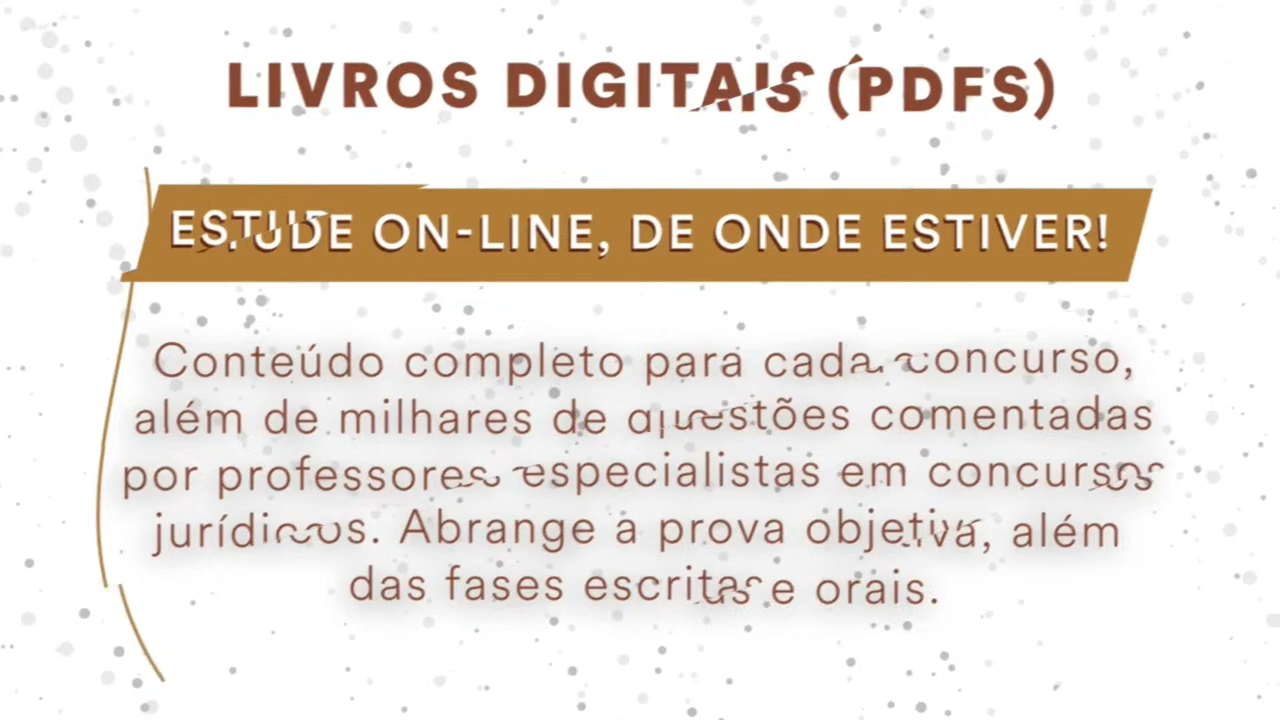 LIVROS DIGITAIS (PDFS)
ESTUDE ON-LINE, DE ONDE ESTIVER!
Conteúdo completo para cada concurso,
além de milhares de questões comentadas
por professores especialistas em concursos
jurídicos. Abrange a prova objetiva, além
das fases escritas e orais.